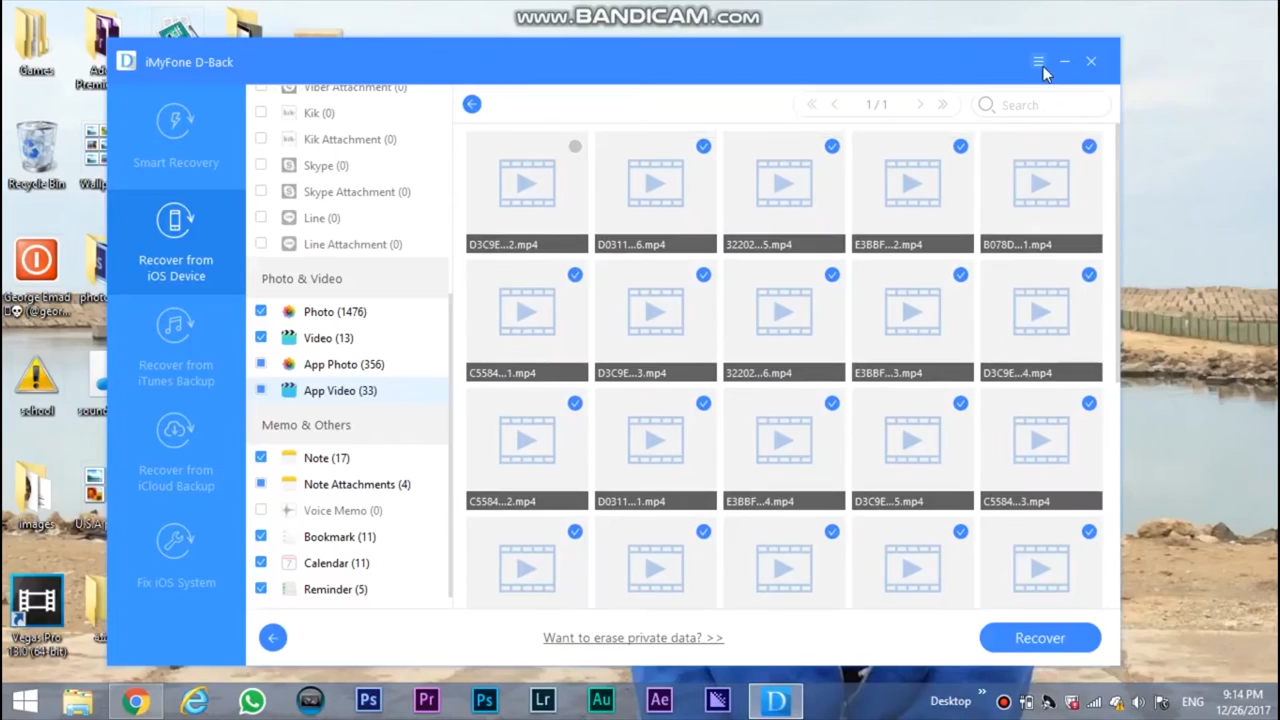 www.BANDICAM.com
iMyFone D-Back
Games
Recycle Bin
George Emad
school
images
Vegas Pro
13.0 (64-bit)
Smart Recovery
Recover from
iOS Device
Recover from
iTunes Backup
Recover from
iCloud Backup
Fix iOS System
Viber Attachment (0)
Kik (0)
Kik Attachment (0)
Skype (0)
Skype Attachment (0)
Line (0)
Line Attachment (0)
Photo & Video
Photo (1476)
Video (13)
App Photo (356)
App Video (33)
Memo & Others
Note (17)
Note Attachments (4)
Voice Memo (0)
Bookmark (11)
Calendar (11)
Reminder (5)
1 / 1
Search
D3C9E...2.mp4 D0311...6.mp4 32202...5.mp4 E3BBF...2.mp4 B078D...1.mp4
C5584...1.mp4 D3C9E...3.mp4 32202...6.mp4 E3BBF...3.mp4 D3C9E...4.mp4
C5584...2.mp4 D0311...1.mp4 E3BBF...4.mp4 D3C9E...5.mp4 C5584...3.mp4
Want to erase private data? >>
Recover
Desktop
ENG
9:14 PM
12/26/2017